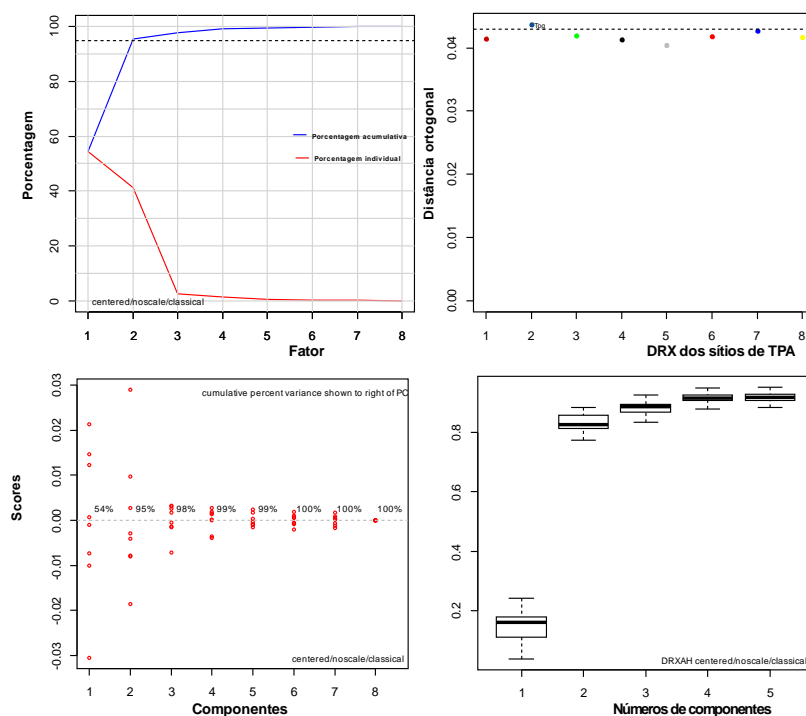 100
80
60
40
20
0
Porcentagem
Porcentagem acumulativa
Porcentagem individual
centered/noscale/classical
1 2 3 4 5 6 7 8
Fator
0.04
0.03
0.02
0.01
0.00
Distância ortogonal
Tpq
1 2 3 4 5 6 7 8
DRX dos sítios de TPA
0.03
0.02
0.01
0.00
-0.01
-0.02
-0.03
Scores
cumulative percent variance shown to right of PC
54% 95% 98% 99% 99% 100% 100% 100%
centered/noscale/classical
1 2 3 4 5 6 7 8
Componentes
0.8
0.6
0.4
0.2
DRXAH centered/noscale/classical
1 2 3 4 5
Números de componentes